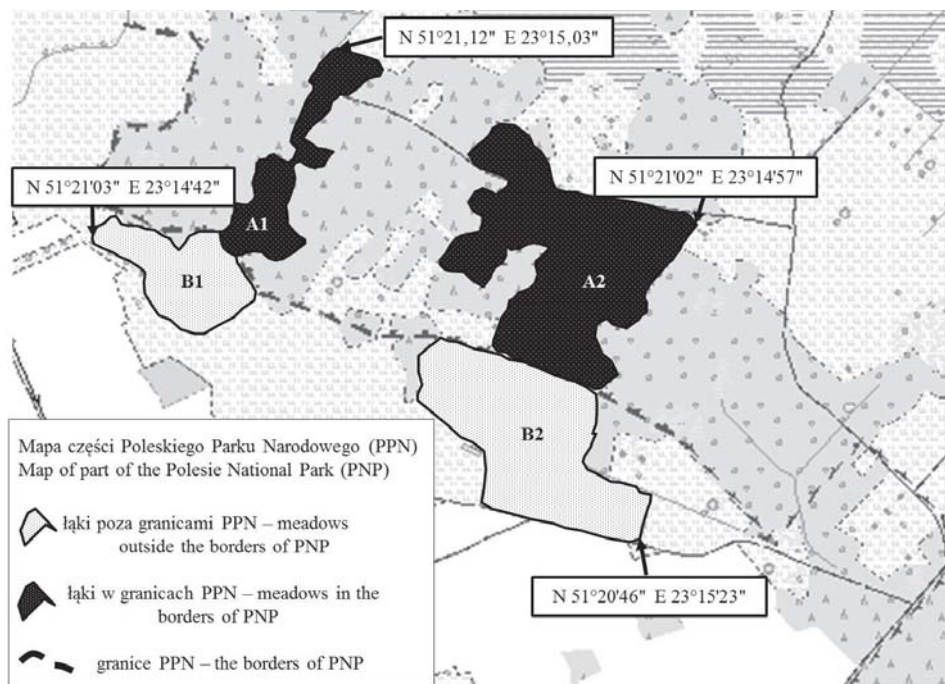 N 51°21,12" E 23°15,03"
N 51°21'03" E 23°14'42"
N 51°21'02" E 23°14'57"
A1
B1
A2
B2
Mapa części Poleskiego Parku Narodowego (PPN)
Map of part of the Polesie National Park (PNP)
łąki poza granicami PPN – meadows
outside the borders of PNP
łąki w granicach PPN – meadows in the
borders of PNP
granice PPN – the borders of PNP
N 51°20'46" E 23°15'23"